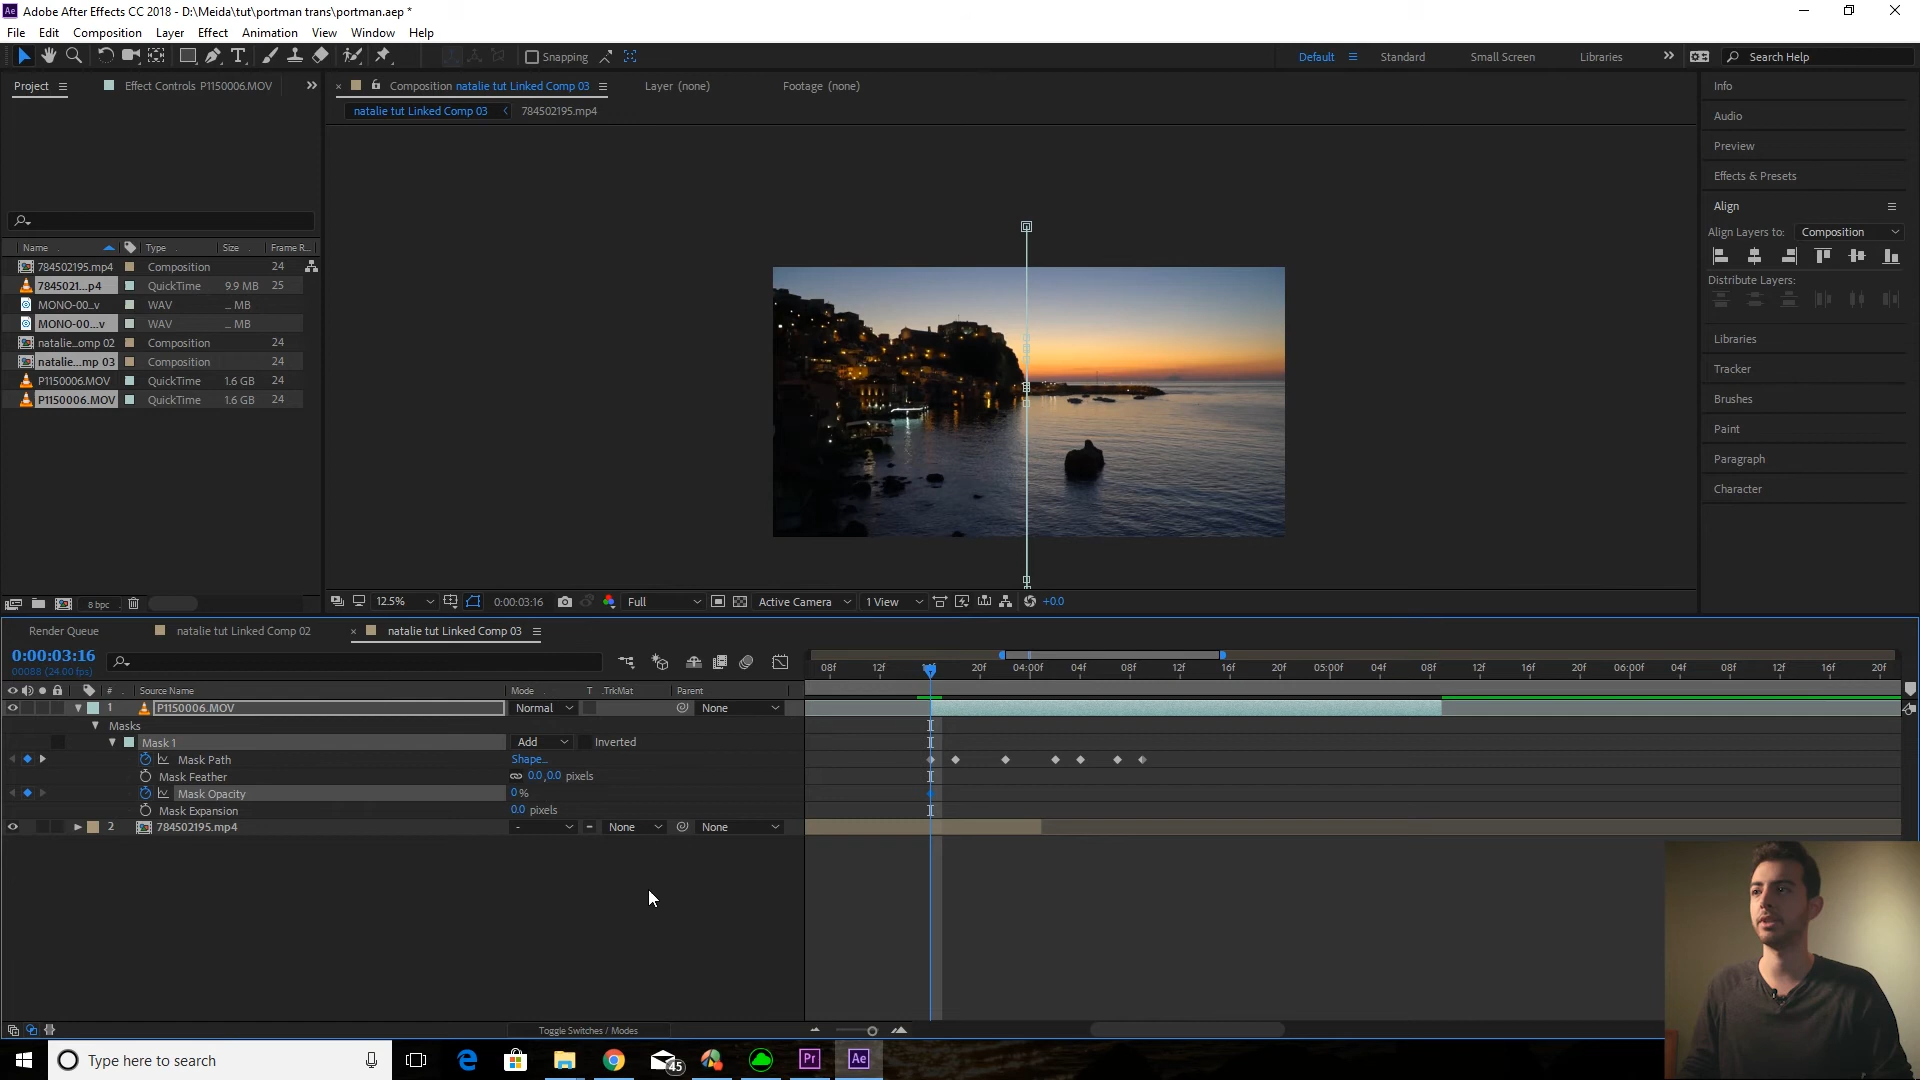 Ae Adobe After Effects CC 2018 - D:\Meida\tut\portman trans\portman.aep *
File Edit Composition Layer Effect Animation View Window Help
Snapping Default Standard Small Screen Libraries Search Help
Project Effect Controls P1150006.MOV Composition natalie tut Linked Comp 03 Layer (none) Footage (none) Info
natalie tut Linked Comp 03 784502195.mp4
Audio
Preview
Effects & Presets
Align
Align Layers to: Composition
Name Type Size Frame R...
784502195.mp4 Composition 24
7845021...p4 QuickTime 9.9 MB 25
MONO-00...v WAV ... MB
MONO-00...v WAV ... MB
natalie...omp 02 Composition 24
natalie...mp 03 Composition 24
P1150006.MOV QuickTime 1.6 GB 24
P1150006.MOV QuickTime 1.6 GB 24
Distribute Layers:
Libraries
Tracker
Brushes
Paint
Paragraph
Character
8 bpc 12.5% 0:00:03:16 Full Active Camera 1 View +0.0
Render Queue natalie tut Linked Comp 02 natalie tut Linked Comp 03
0:00:03:16
00088 (24.00 fps)
08f 12f 20f 04:00f 04f 08f 12f 16f 20f 05:00f 04f 08f 12f 16f 20f 06:00f 04f 08f 12f 16f 20f
# Source Name Mode T .TrkMat Parent
1 P1150006.MOV Normal None
Masks
Mask 1 Add Inverted
Mask Path Shape...
Mask Feather 0.0,0.0 pixels
Mask Opacity 0 %
Mask Expansion 0.0 pixels
2 784502195.mp4 - None None
Toggle Switches / Modes
Type here to search 45 Pr Ae